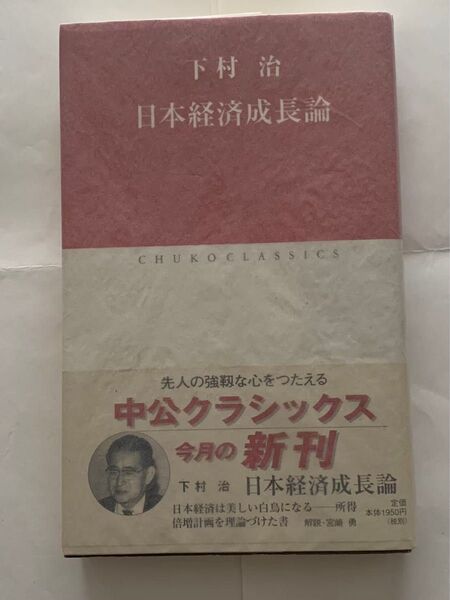 下村 治
日本経済成長論
CHUKO CLASSICS
先人の強靱な心をつたえる
中公クラシックス
今月の 新刊
下村 治 日本経済成長論
日本経済は美しい白鳥になる──所得
倍増計画を理論づけた書 解説・宮崎 勇
定価
本体1950円
(税別)